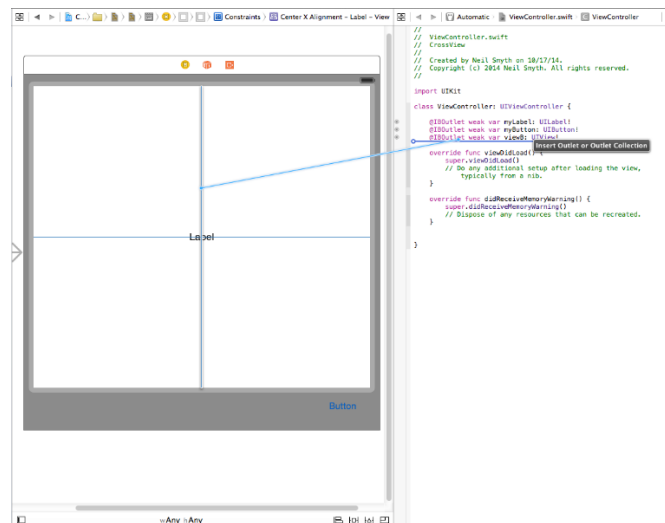 C...
Constraints
Center X Alignment – Label – View
Automatic
ViewController.swift
ViewController
//
//  ViewController.swift
//  CrossView
//
//  Created by Neil Smyth on 10/17/14.
//  Copyright (c) 2014 Neil Smyth. All rights reserved.
//
import UIKit
class ViewController: UIViewController {
@IBOutlet weak var myLabel: UILabel!
@IBOutlet weak var myButton: UIButton!
@IBOutlet weak var viewB: UIView!
Insert Outlet or Outlet Collection
override func viewDidLoad() {
super.viewDidLoad()
// Do any additional setup after loading the view,
typically from a nib.
}
override func didReceiveMemoryWarning() {
super.didReceiveMemoryWarning()
// Dispose of any resources that can be recreated.
}
}
Label
Button
wAny hAny